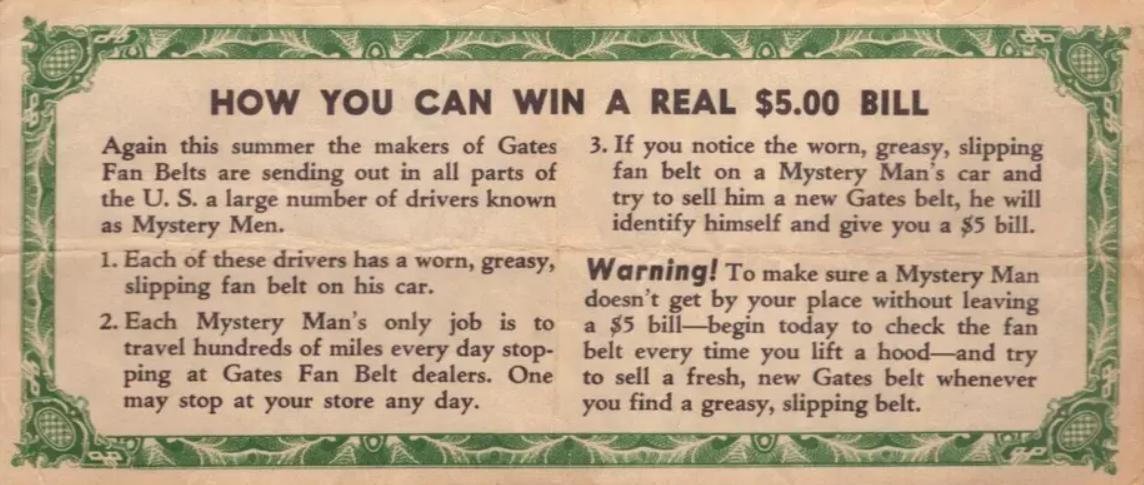 HOW YOU CAN WIN A REAL $5.00 BILL
Again this summer the makers of Gates
Fan Belts are sending out in all parts of
the U. S. a large number of drivers known
as Mystery Men.
1. Each of these drivers has a worn, greasy,
slipping fan belt on his car.
2. Each Mystery Man's only job is to
travel hundreds of miles every day stop-
ping at Gates Fan Belt dealers. One
may stop at your store any day.
3. If you notice the worn, greasy, slipping
fan belt on a Mystery Man's car and
try to sell him a new Gates belt, he will
identify himself and give you a $5 bill.
Warning! To make sure a Mystery Man
doesn't get by your place without leaving
a $5 bill—begin today to check the fan
belt every time you lift a hood—and try
to sell a fresh, new Gates belt whenever
you find a greasy, slipping belt.